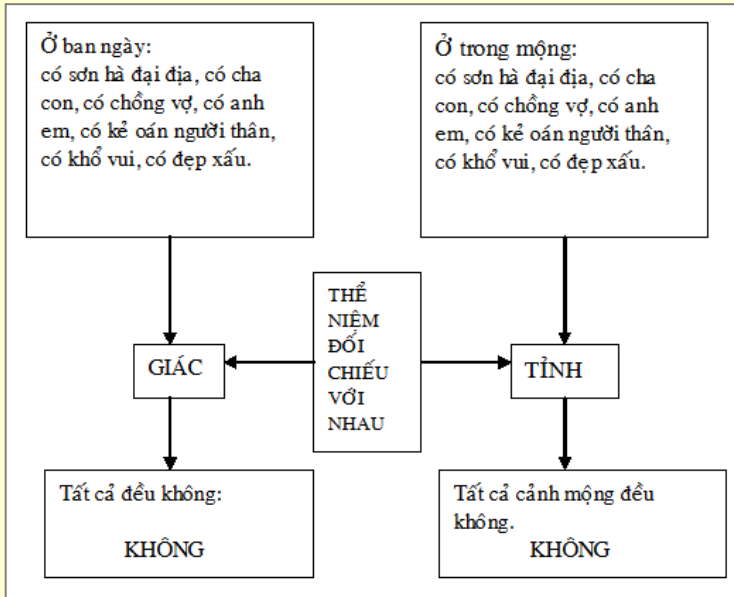 Ở ban ngày:
có sơn hà đại địa, có cha
con, có chồng vợ, có anh
em, có kẻ oán người thân,
có khổ vui, có đẹp xấu.
Ở trong mộng:
có sơn hà đại địa, có cha
con, có chồng vợ, có anh
em, có kẻ oán người thân,
có khổ vui, có đẹp xấu.
THỂ
NIỆM
ĐỐI
CHIẾU
VỚI
NHAU
GIÁC
TỈNH
Tất cả đều không:
KHÔNG
Tất cả cảnh mộng đều
không.
KHÔNG